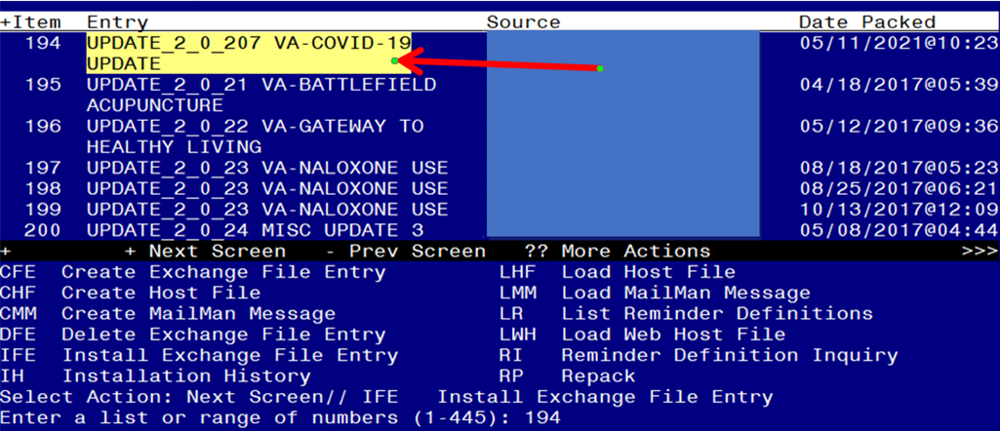 +Item Entry Source Date Packed
194 UPDATE_2_0_207 VA-COVID-19 05/11/2021@10:23
UPDATE
195 UPDATE_2_0_21 VA-BATTLEFIELD 04/18/2017@05:39
ACUPUNCTURE
196 UPDATE_2_0_22 VA-GATEWAY TO 05/12/2017@09:36
HEALTHY LIVING
197 UPDATE_2_0_23 VA-NALOXONE USE 08/18/2017@05:23
198 UPDATE_2_0_23 VA-NALOXONE USE 08/25/2017@06:21
199 UPDATE_2_0_23 VA-NALOXONE USE 10/13/2017@12:09
200 UPDATE_2_0_24 MISC UPDATE 3 05/08/2017@04:44
+ + Next Screen - Prev Screen ?? More Actions >>>
CFE Create Exchange File Entry LHF Load Host File
CHF Create Host File LMM Load MailMan Message
CMM Create MailMan Message LR List Reminder Definitions
DFE Delete Exchange File Entry LWH Load Web Host File
IFE Install Exchange File Entry RI Reminder Definition Inquiry
IH Installation History RP Repack
Select Action: Next Screen// IFE Install Exchange File Entry
Enter a list or range of numbers (1-445): 194